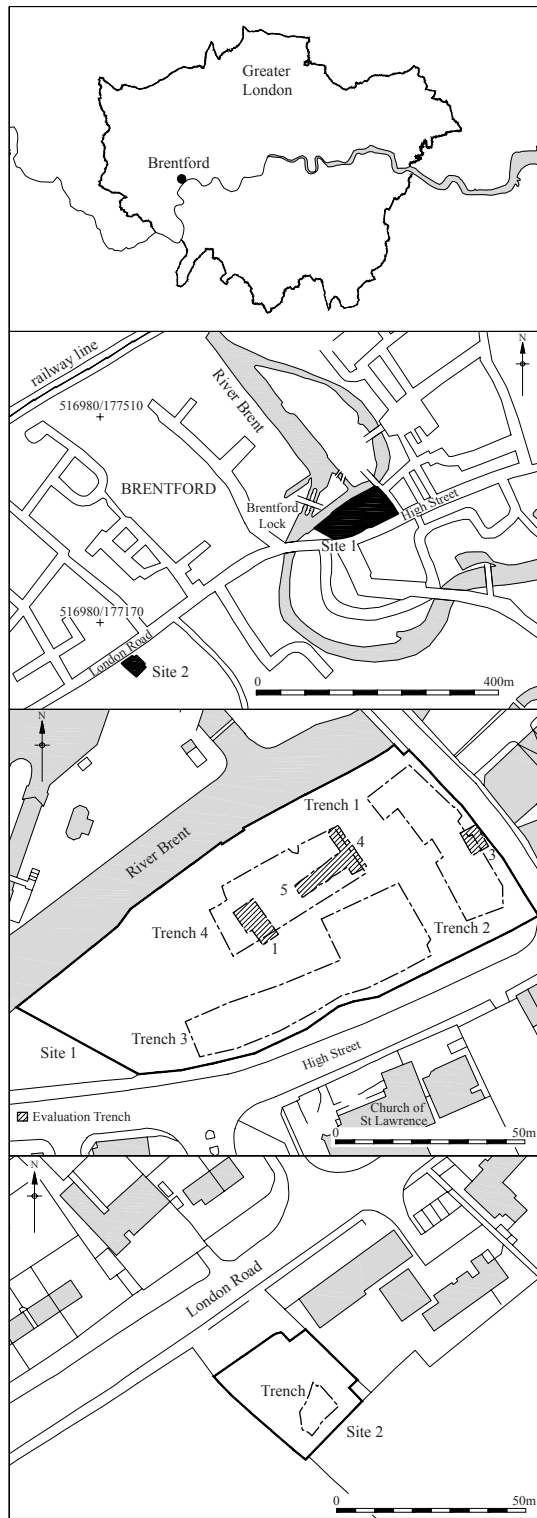 Greater
London
Brentford
N
railway line
516980/177510
River Brent
BRENTFORD
Brentford
Lock
High Street
Site 1
516980/177170
London Road
Site 2
0
400m
N
Trench 1
River Brent
4
3
5
Trench 4
1
Trench 2
Trench 3
Site 1
High Street
Evaluation Trench
Church of
St Lawrence
0
50m
N
London Road
Trench
Site 2
0
50m